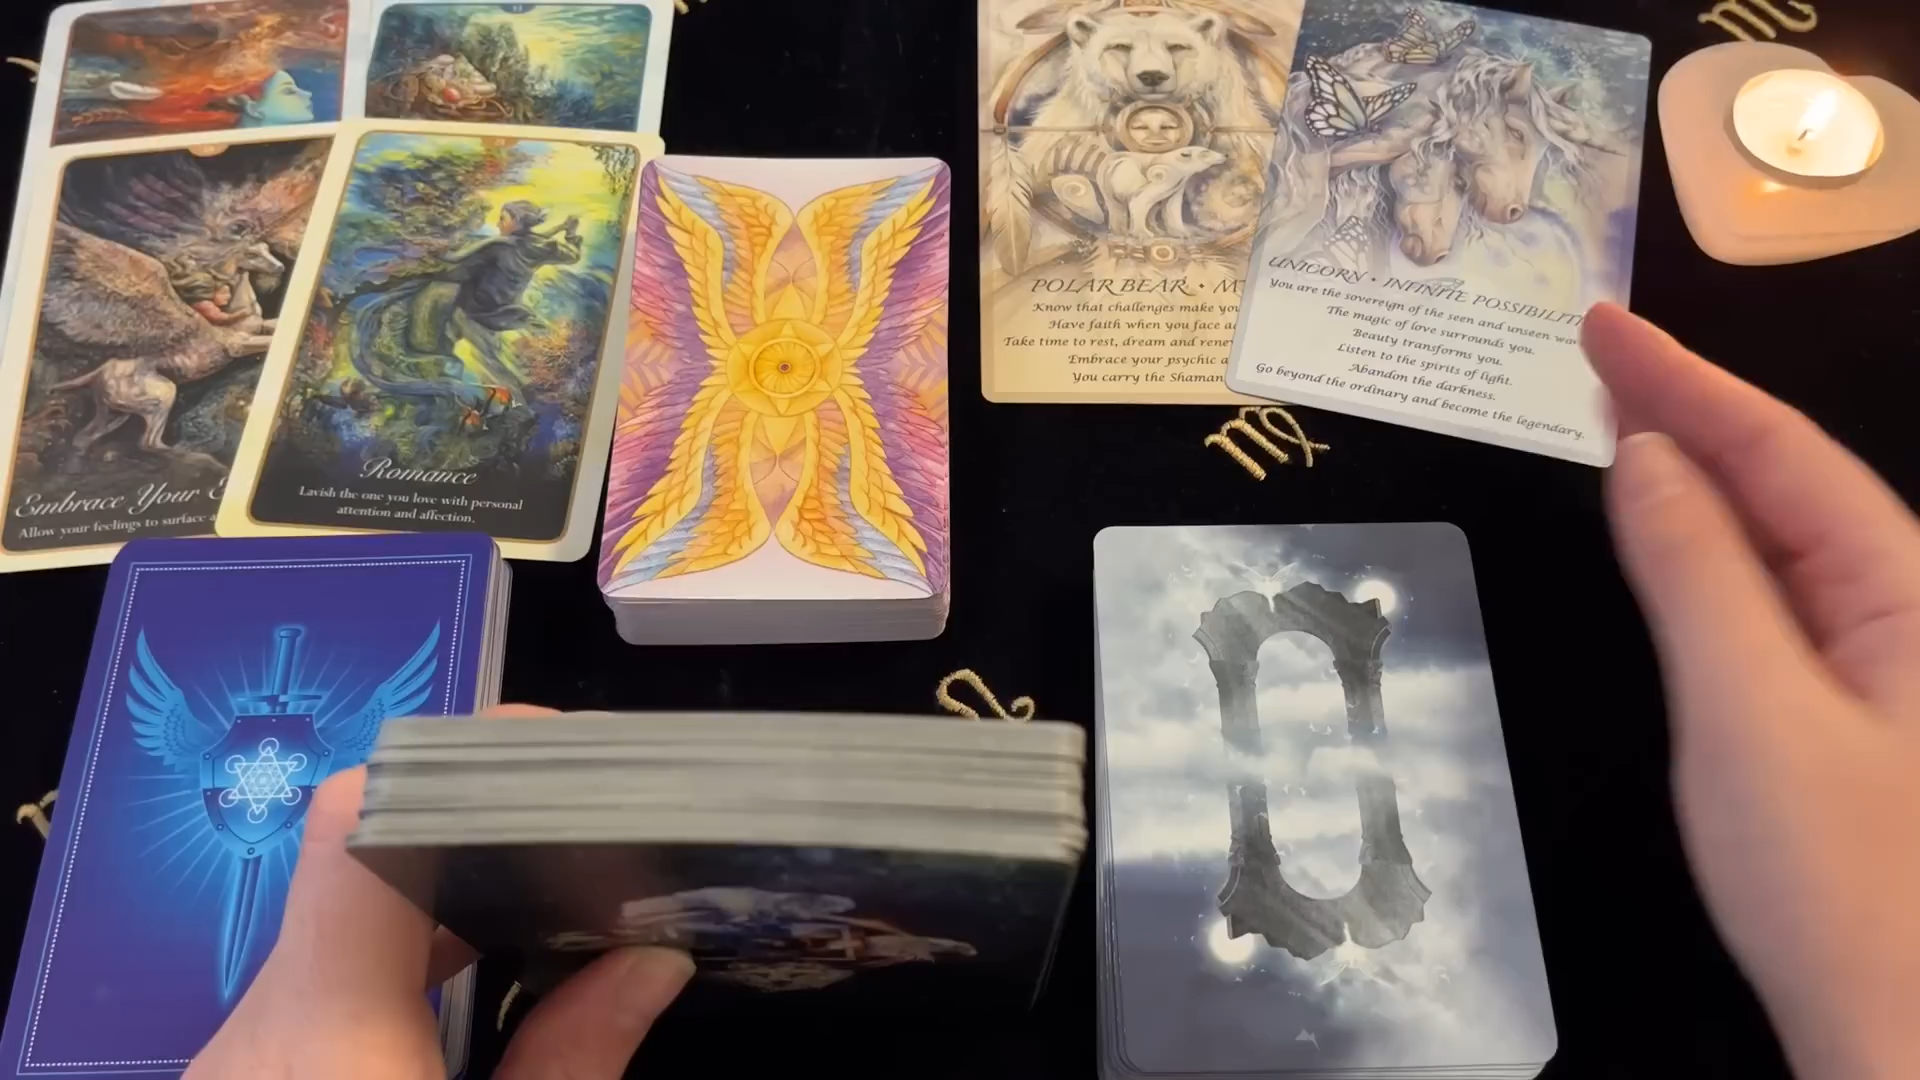 Embrace Your
Allow your feelings to surface
Romance
Lavish the one you love with personal
attention and affection.
POLAR BEAR •
Know that challenges make
Have faith when you face
Take time to rest, dream and
Embrace your psychic
You carry the Shaman
UNICORN • INFINITE
You are the sovereign of the seen and unseen
The magic of love surrounds you.
Beauty transforms you.
Listen to the spirits of light.
Abandon the darkness.
Go beyond the ordinary and become the legendary.